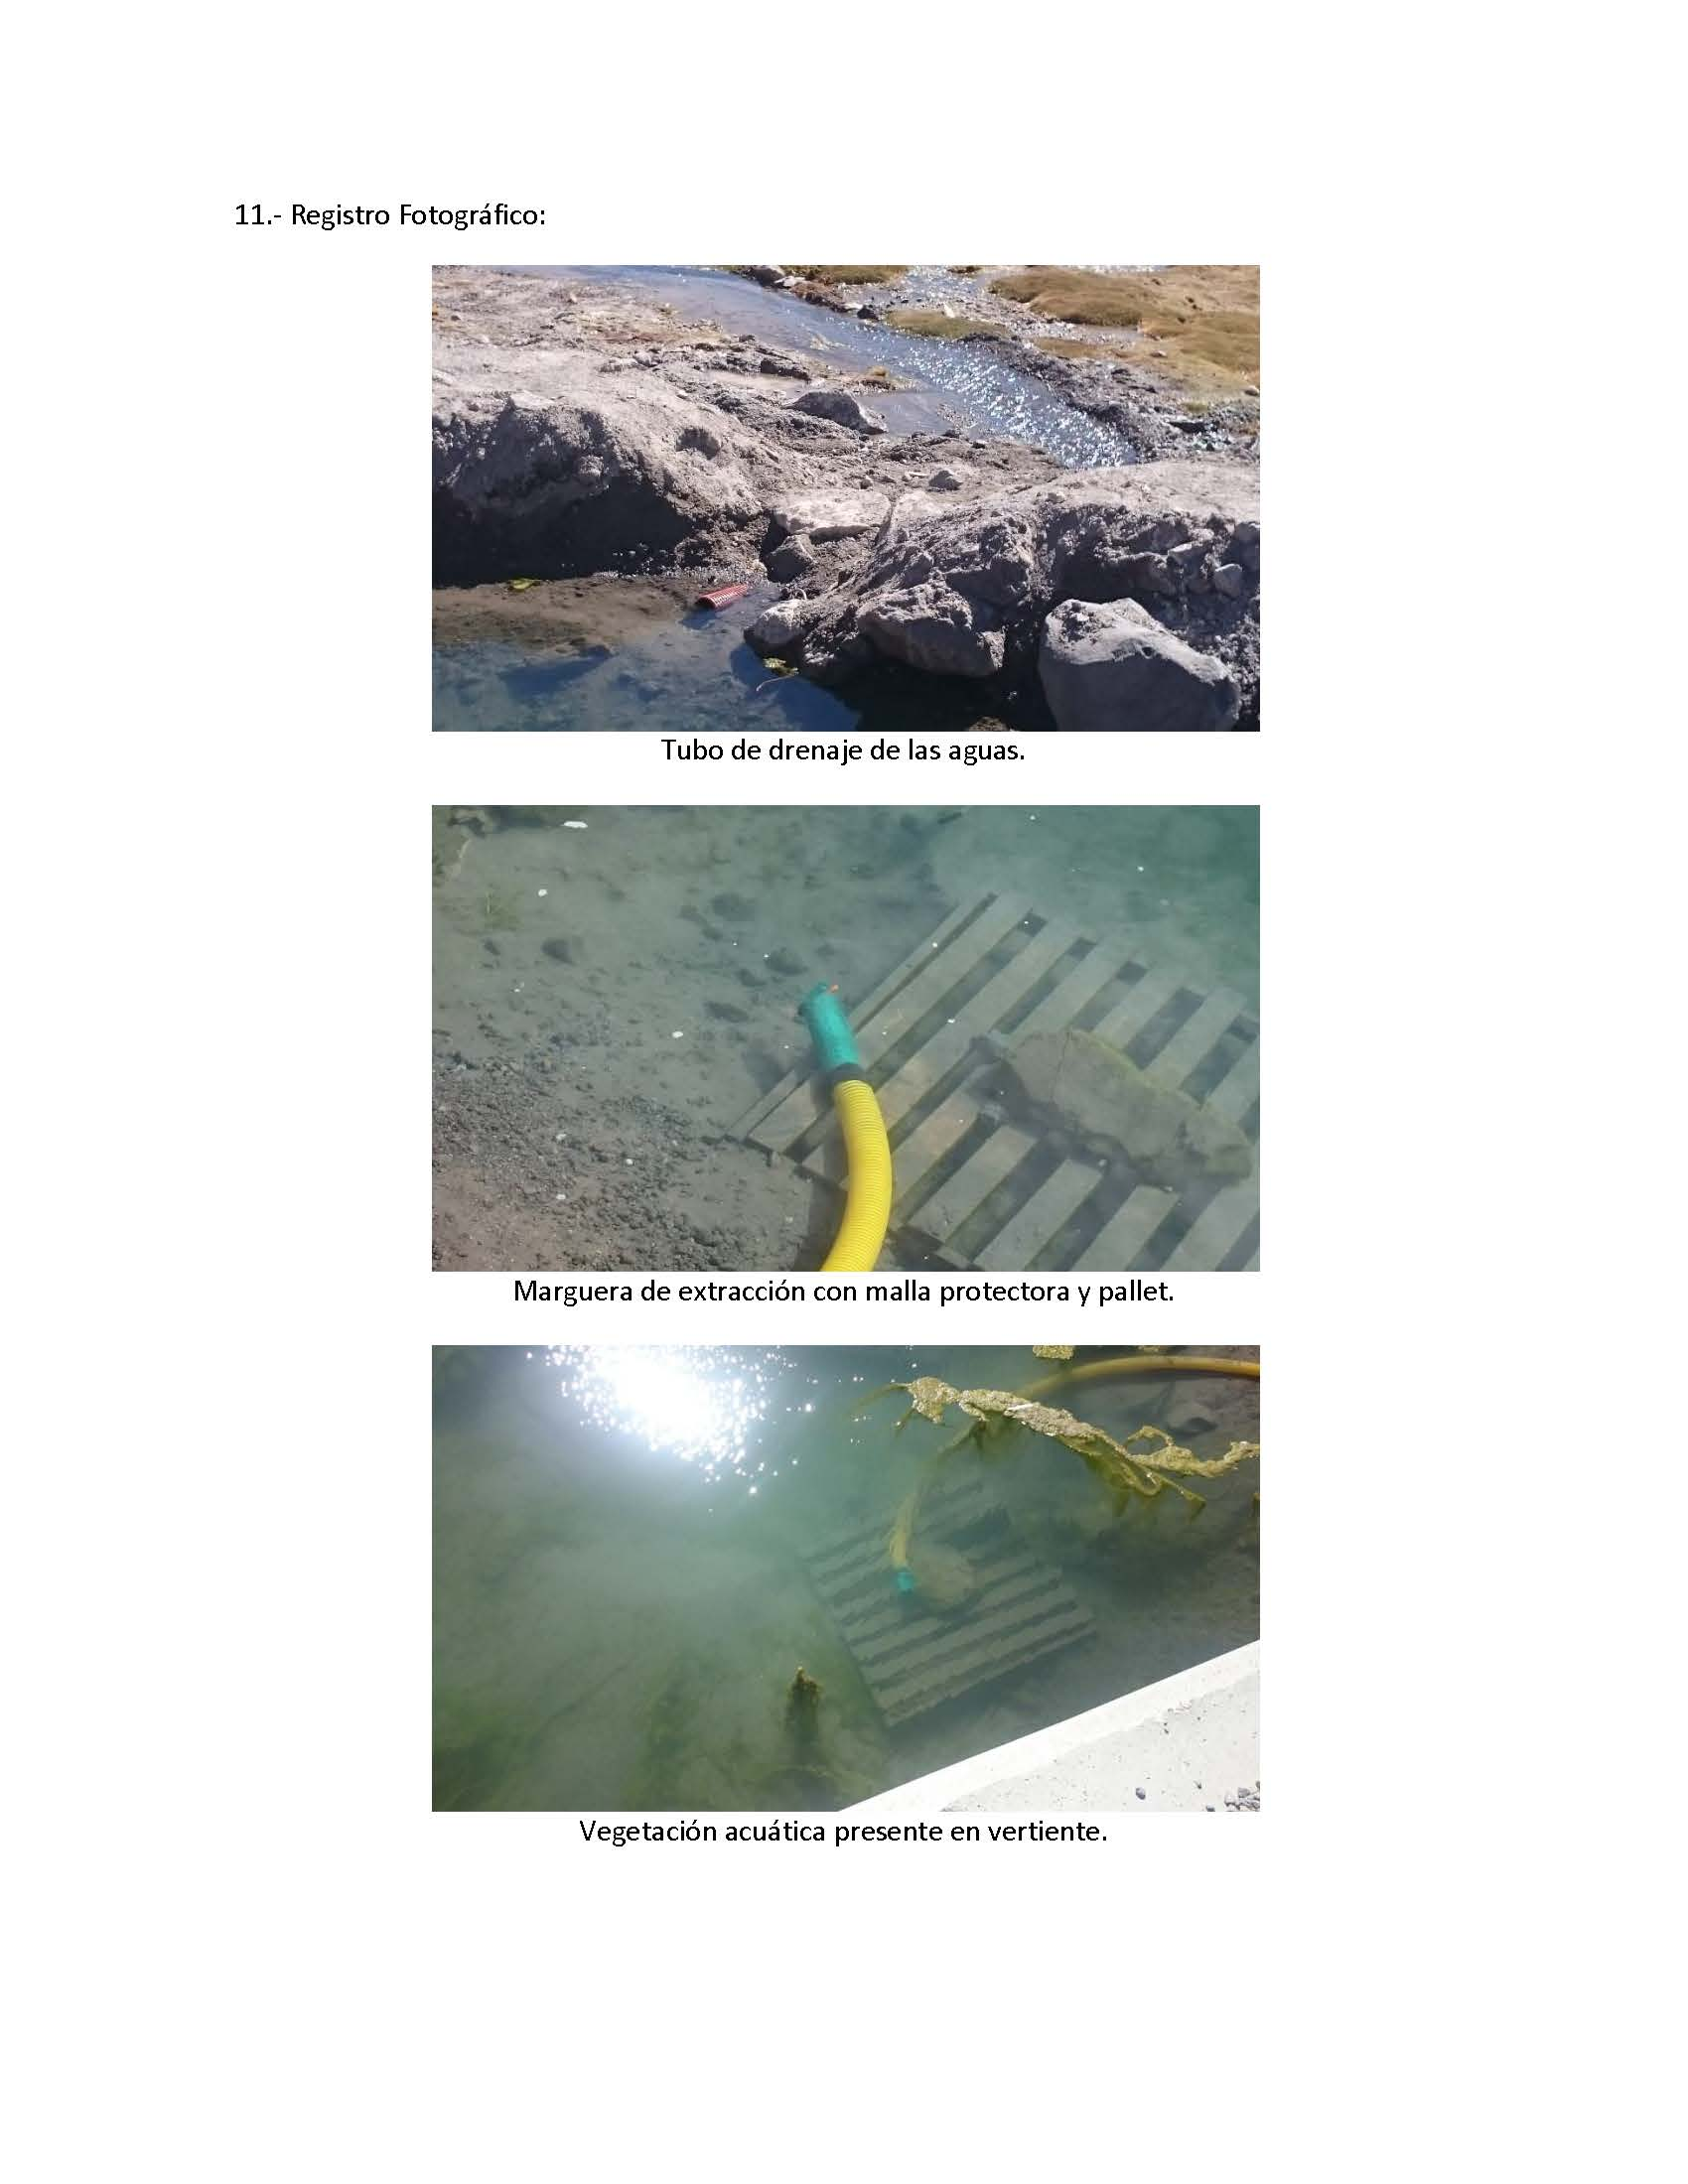 11.- Registro Fotográfico:
Tubo de drenaje de las aguas.
Marguera de extracción con malla protectora y pallet.
Vegetación acuática presente en vertiente.